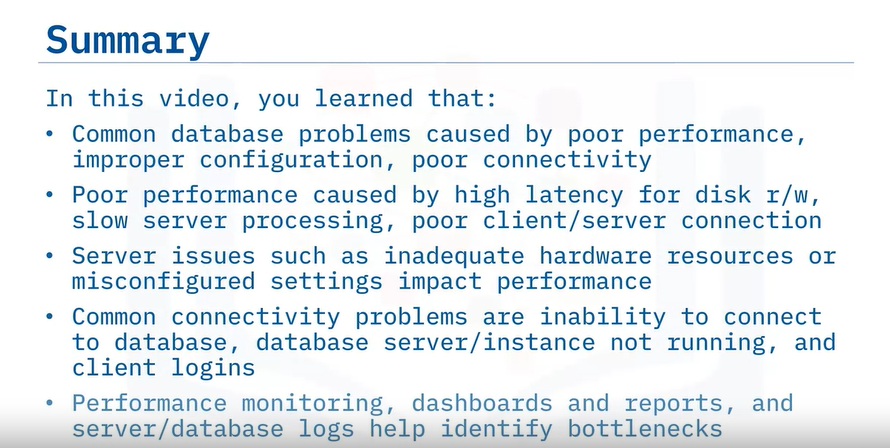 Summary
In this video, you learned that:
• Common database problems caused by poor performance,
improper configuration, poor connectivity
• Poor performance caused by high latency for disk r/w,
slow server processing, poor client/server connection
• Server issues such as inadequate hardware resources or
misconfigured settings impact performance
• Common connectivity problems are inability to connect
to database, database server/instance not running, and
client logins
• Performance monitoring, dashboards and reports, and
server/database logs help identify bottlenecks